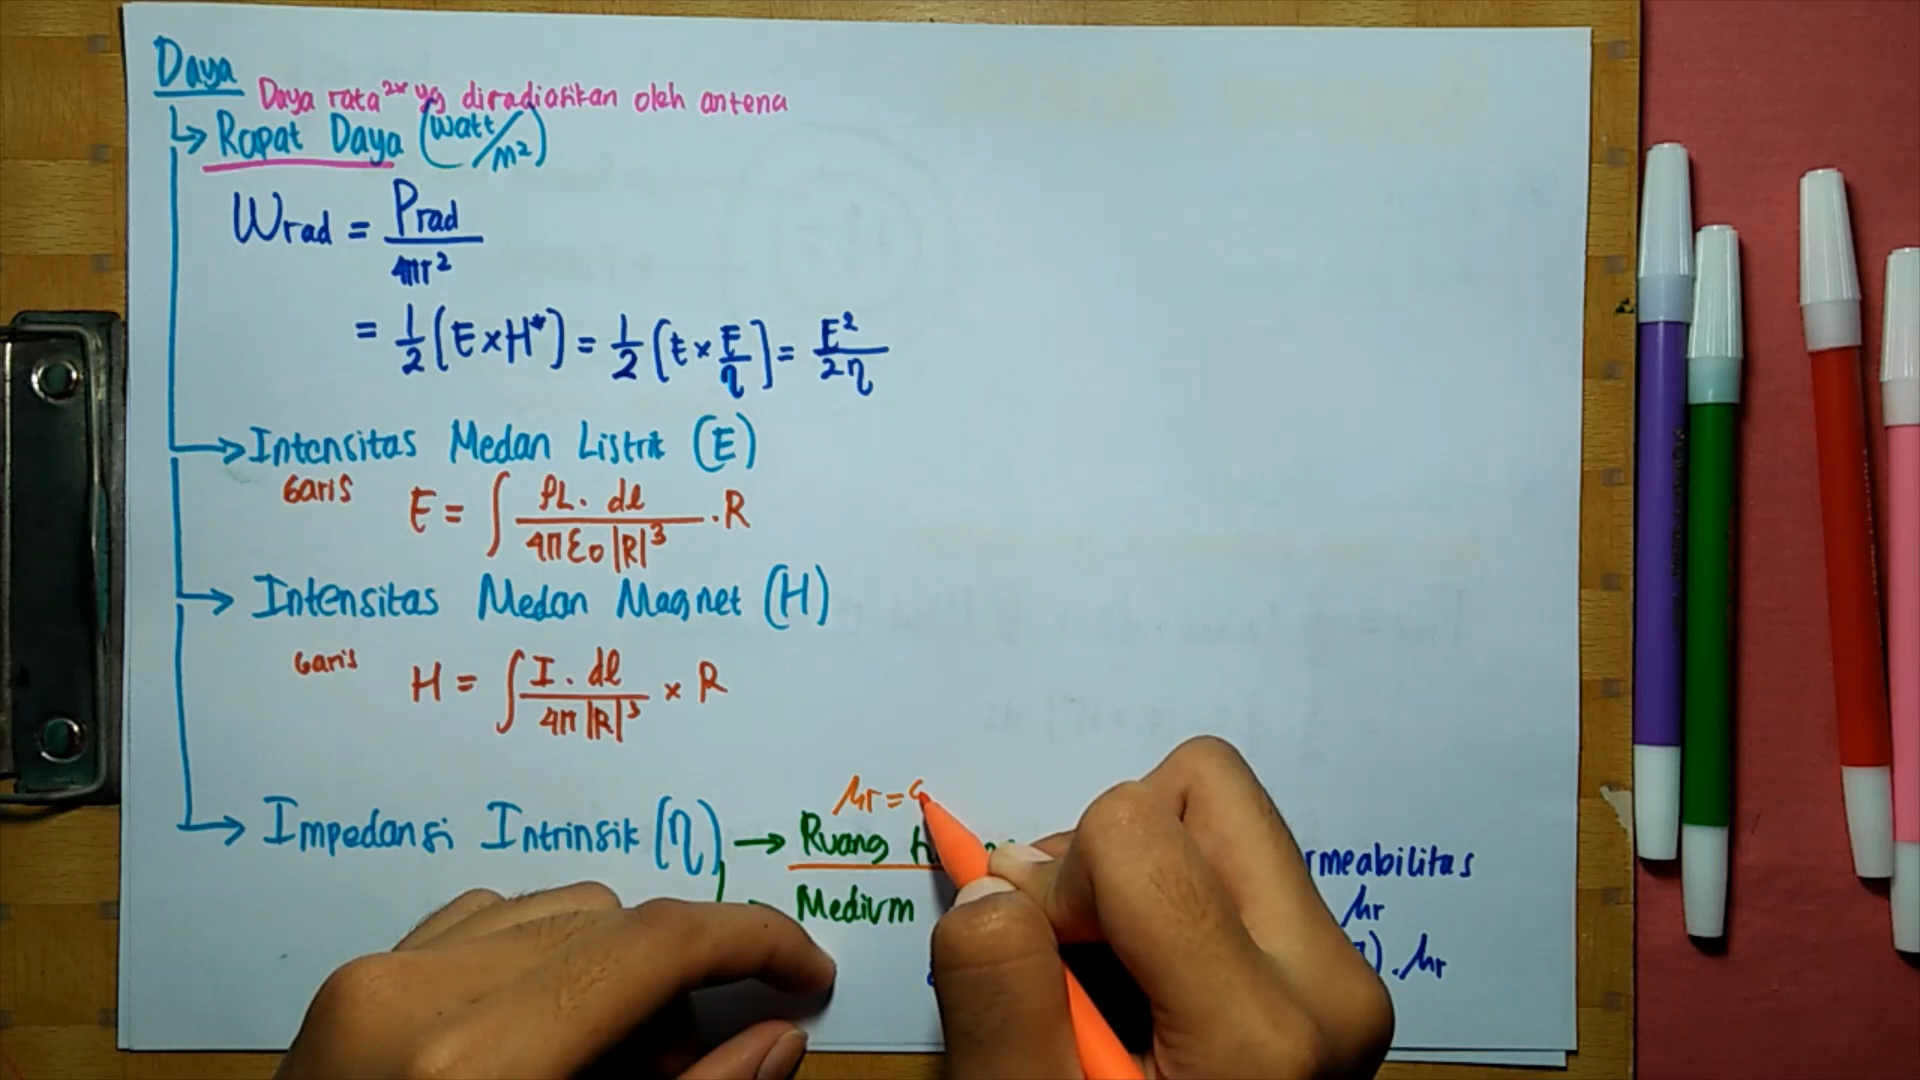 Daya
Daya rata²ˣ yg diradiasikan oleh antena
Rapat Daya (Watt/m²)
Wrad = Prad / 4πr²
= 1/2 (E × H*) = 1/2 (E × E/η) = E²/2η
Intensitas Medan Listrik (E)
Garis E = ∫ ρL . dl / 4πε₀|R|³ . R
Intensitas Medan Magnet (H)
Garis H = ∫ I . dl / 4π|R|³ × R
μr =
Impedansi Intrinsik (η) → Ruang
rmeabilitas
Medium
μr
) . μr